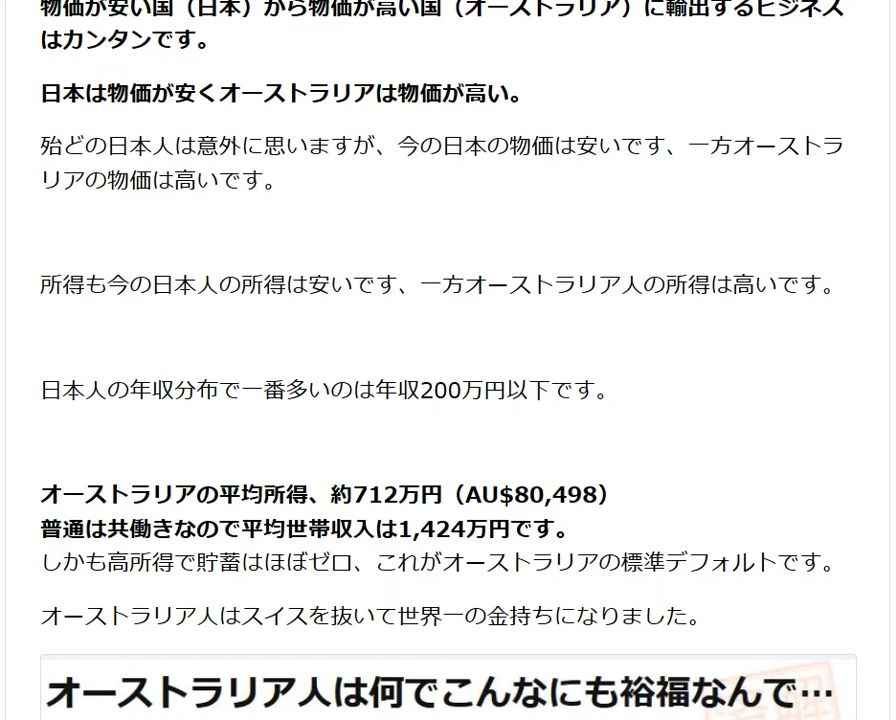 物価が安い国（日本）から物価が高い国（オーストラリア）に輸出するビジネス
はカンタンです。
日本は物価が安くオーストラリアは物価が高い。
殆どの日本人は意外に思いますが、今の日本の物価は安いです、一方オーストラ
リアの物価は高いです。
所得も今の日本人の所得は安いです、一方オーストラリア人の所得は高いです。
日本人の年収分布で一番多いのは年収200万円以下です。
オーストラリアの平均所得、約712万円（AU$80,498）
普通は共働きなので平均世帯収入は1,424万円です。
しかも高所得で貯蓄はほぼゼロ、これがオーストラリアの標準デフォルトです。
オーストラリア人はスイスを抜いて世界一の金持ちになりました。
オーストラリア人は何でこんなにも裕福なんで…